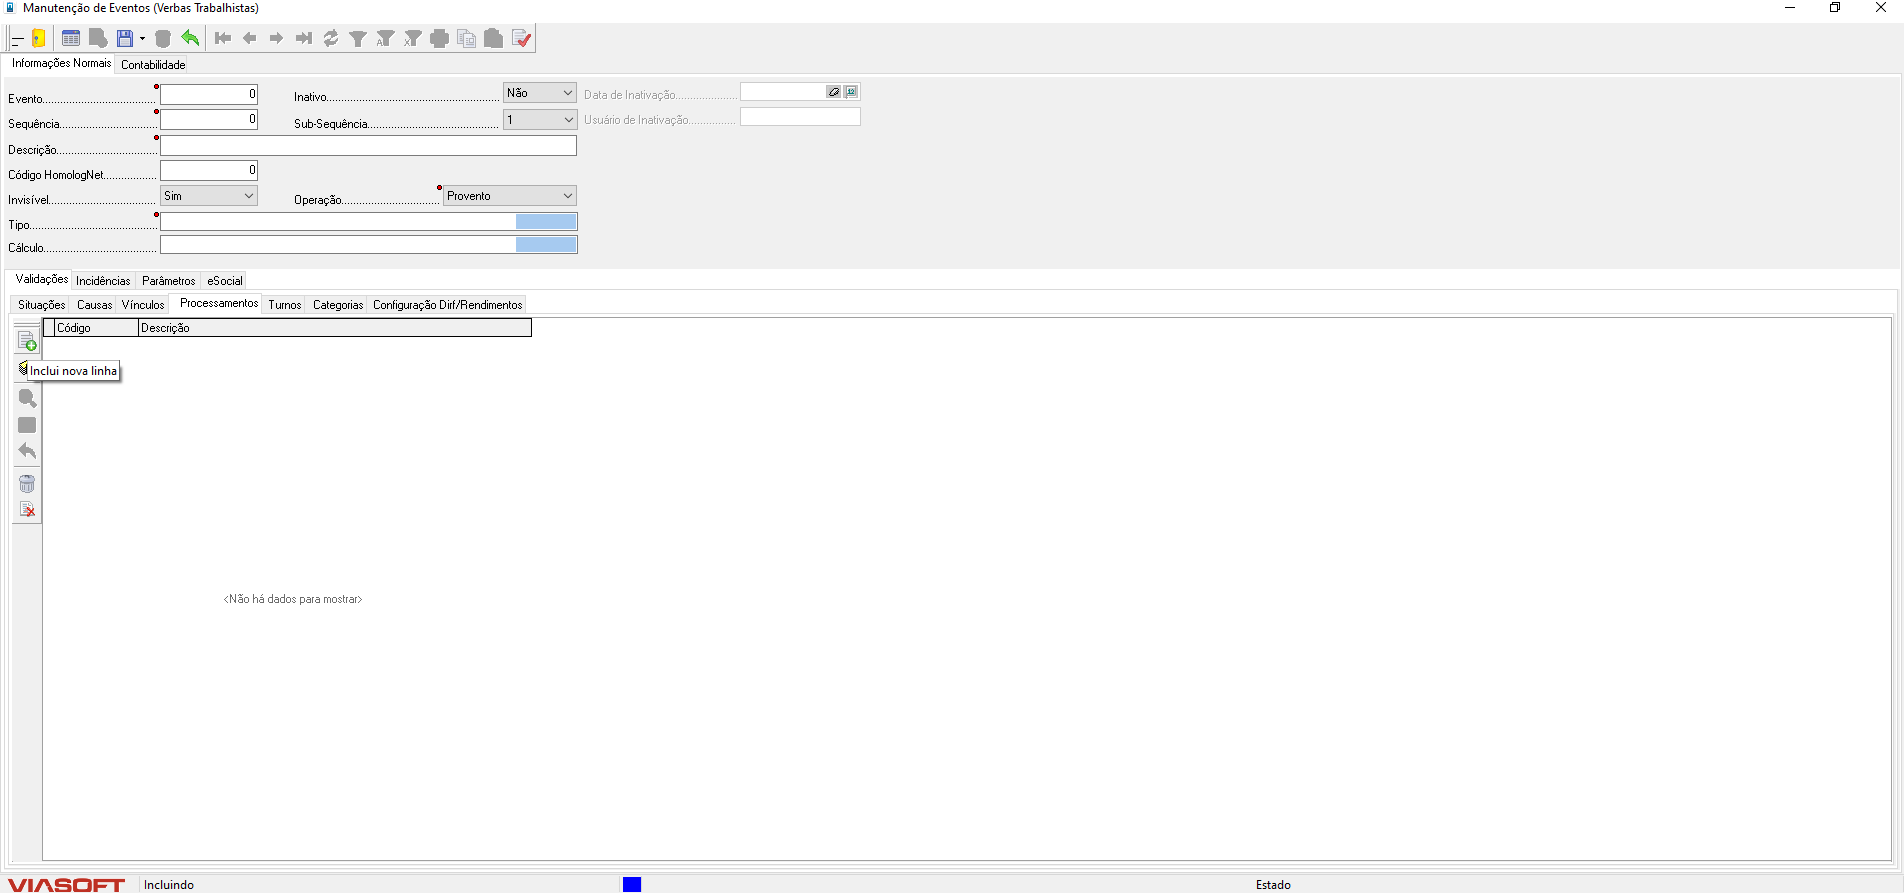 Manutenção de Eventos (Verbas Trabalhistas)
Informações Normais Contabilidade
Evento 0 Inativo Não Data de Inativação
Sequência 0 Sub-Sequência 1 Usuário de Inativação
Descrição
Código HomologNet 0
Invisível Sim Operação Provento
Tipo
Cálculo
Validações Incidências Parâmetros eSocial
Situações Causas Vínculos Processamentos Turnos Categorias Configuração Dirf/Rendimentos
Código Descrição
Inclui nova linha
<Não há dados para mostrar>
VIASOFT Incluindo Estado